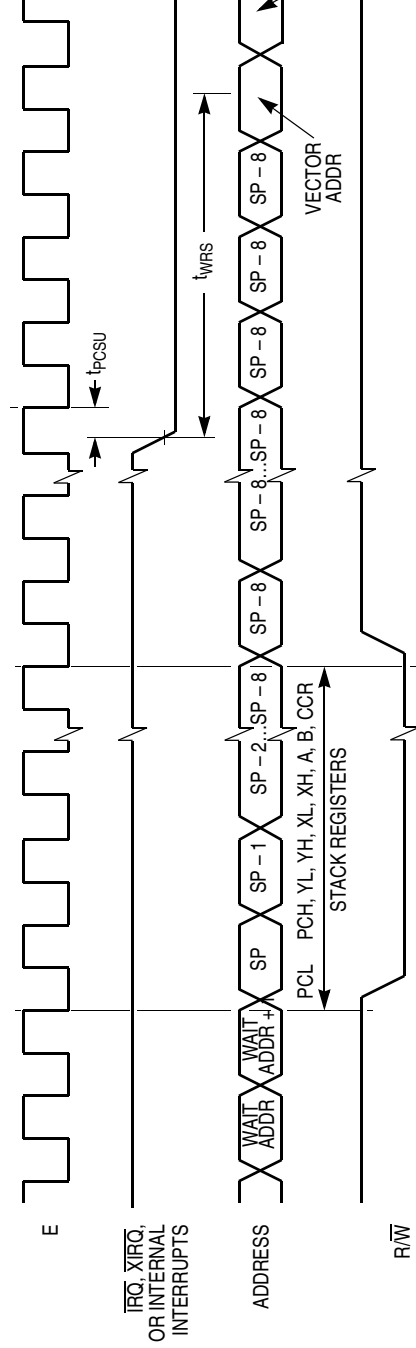 E
tPCSU
IRQ, XIRQ,
OR INTERNAL
INTERRUPTS
tWRS
ADDRESS
WAIT
ADDR
WAIT
ADDR + 1
SP
SP – 1
SP – 2...SP – 8
SP – 8
SP – 8...SP – 8
SP – 8
SP – 8
SP – 8
VECTOR
ADDR
PCL PCH, YL, YH, XL, XH, A, B, CCR
STACK REGISTERS
R/W